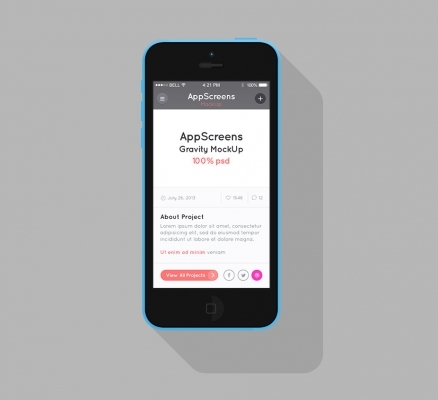 BELL 4:21 PM 100%
AppScreens
MockUp
AppScreens
Gravity MockUp
100% psd
July 26, 2013
About Project
Lorem ipsum dolor sit amet, consectetur
adipisicing elit, sed do eiusmod tempor
incididunt ut labore et dolore magna.
Ut enim ad minim veniam
View All Projects
f